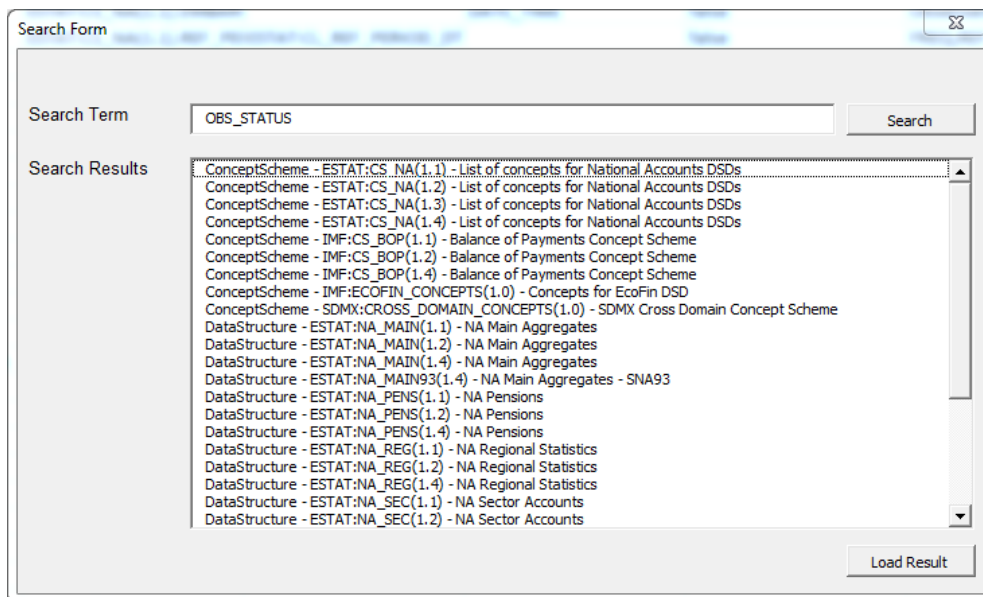 Search Form
Search Term
OBS_STATUS
Search
Search Results
ConceptScheme - ESTAT:CS_NA(1.1) - List of concepts for National Accounts DSDs
ConceptScheme - ESTAT:CS_NA(1.2) - List of concepts for National Accounts DSDs
ConceptScheme - ESTAT:CS_NA(1.3) - List of concepts for National Accounts DSDs
ConceptScheme - ESTAT:CS_NA(1.4) - List of concepts for National Accounts DSDs
ConceptScheme - IMF:CS_BOP(1.1) - Balance of Payments Concept Scheme
ConceptScheme - IMF:CS_BOP(1.2) - Balance of Payments Concept Scheme
ConceptScheme - IMF:CS_BOP(1.4) - Balance of Payments Concept Scheme
ConceptScheme - IMF:ECOFIN_CONCEPTS(1.0) - Concepts for EcoFin DSD
ConceptScheme - SDMX:CROSS_DOMAIN_CONCEPTS(1.0) - SDMX Cross Domain Concept Scheme
DataStructure - ESTAT:NA_MAIN(1.1) - NA Main Aggregates
DataStructure - ESTAT:NA_MAIN(1.2) - NA Main Aggregates
DataStructure - ESTAT:NA_MAIN(1.4) - NA Main Aggregates
DataStructure - ESTAT:NA_MAIN93(1.4) - NA Main Aggregates - SNA93
DataStructure - ESTAT:NA_PENS(1.1) - NA Pensions
DataStructure - ESTAT:NA_PENS(1.2) - NA Pensions
DataStructure - ESTAT:NA_PENS(1.4) - NA Pensions
DataStructure - ESTAT:NA_REG(1.1) - NA Regional Statistics
DataStructure - ESTAT:NA_REG(1.2) - NA Regional Statistics
DataStructure - ESTAT:NA_REG(1.4) - NA Regional Statistics
DataStructure - ESTAT:NA_SEC(1.1) - NA Sector Accounts
DataStructure - ESTAT:NA_SEC(1.2) - NA Sector Accounts
Load Result